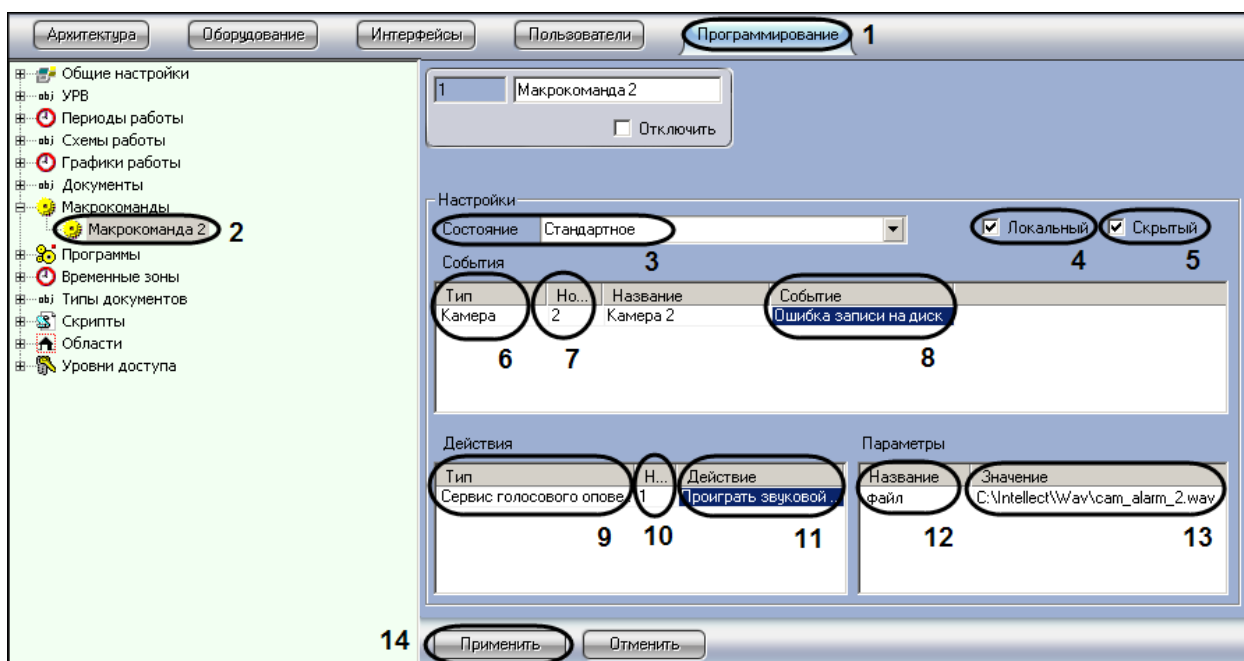 Архитектура Оборудование Интерфейсы Пользователи Программирование 1
Общие настройки
УРВ
Периоды работы
Схемы работы
Графики работы
Документы
Макрокоманды
Макрокоманда 2 2
Программы
Временные зоны
Типы документов
Скрипты
Области
Уровни доступа
1 Макрокоманда 2
Отключить
Настройки
Состояние Стандартное
3
Локальный Скрытый
4 5
События
Тип Но... Название Событие
Камера 2 Камера 2 Ошибка записи на диск
6 7 8
Действия
Тип Н... Действие
Сервис голосового опове 1 Проиграть звуковой ...
9 10 11
Параметры
Название Значение
файл C:\Intellect\Wav\cam_alarm_2.wav
12 13
14 Применить Отменить